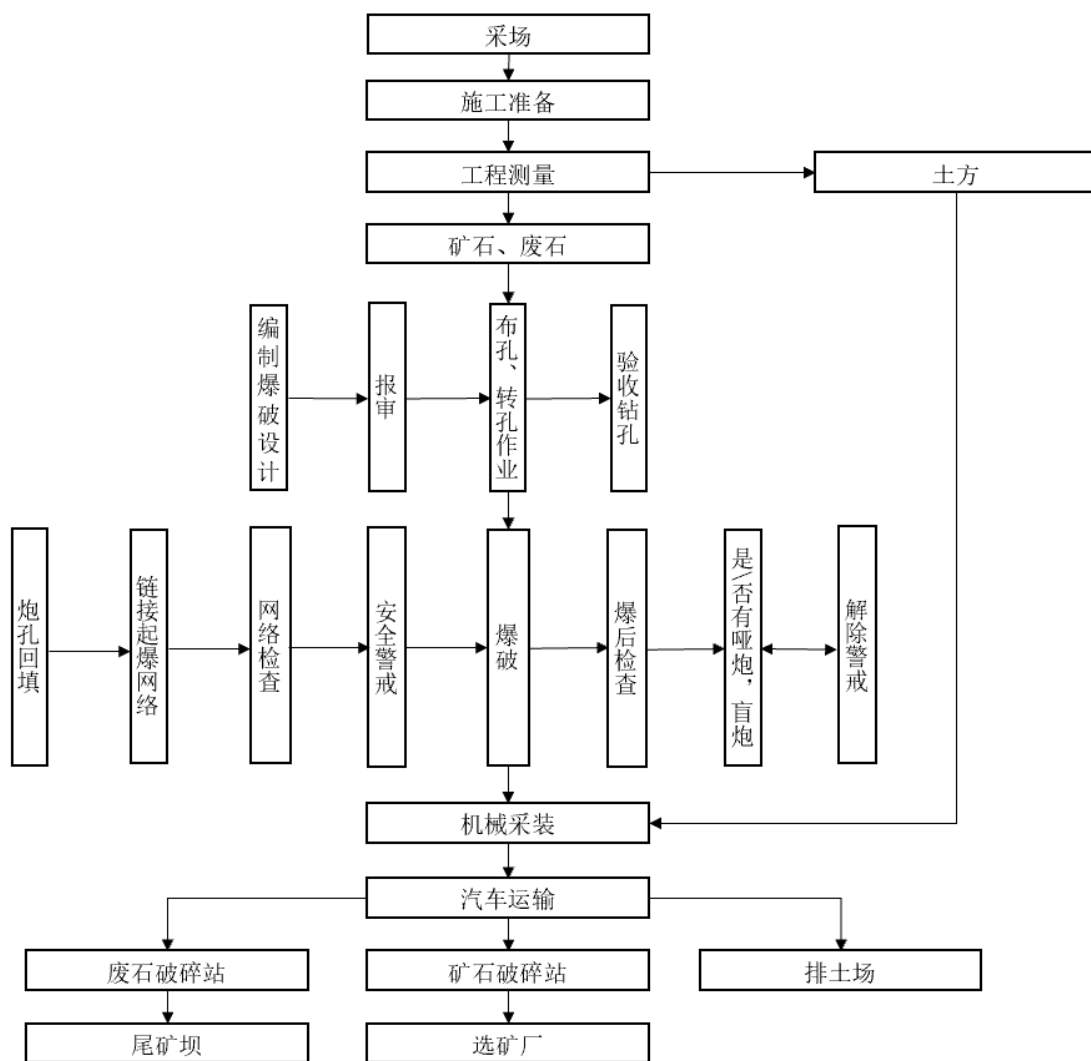 采场
施工准备
工程测量
土方
矿石、废石
编制爆破设计
报审
布孔、转孔作业
验收钻孔
炮孔回填
链接起爆网络
网络检查
安全警戒
爆破
爆后检查
是\否有哑炮，盲炮
解除警戒
机械采装
汽车运输
废石破碎站
矿石破碎站
排土场
尾矿坝
选矿厂